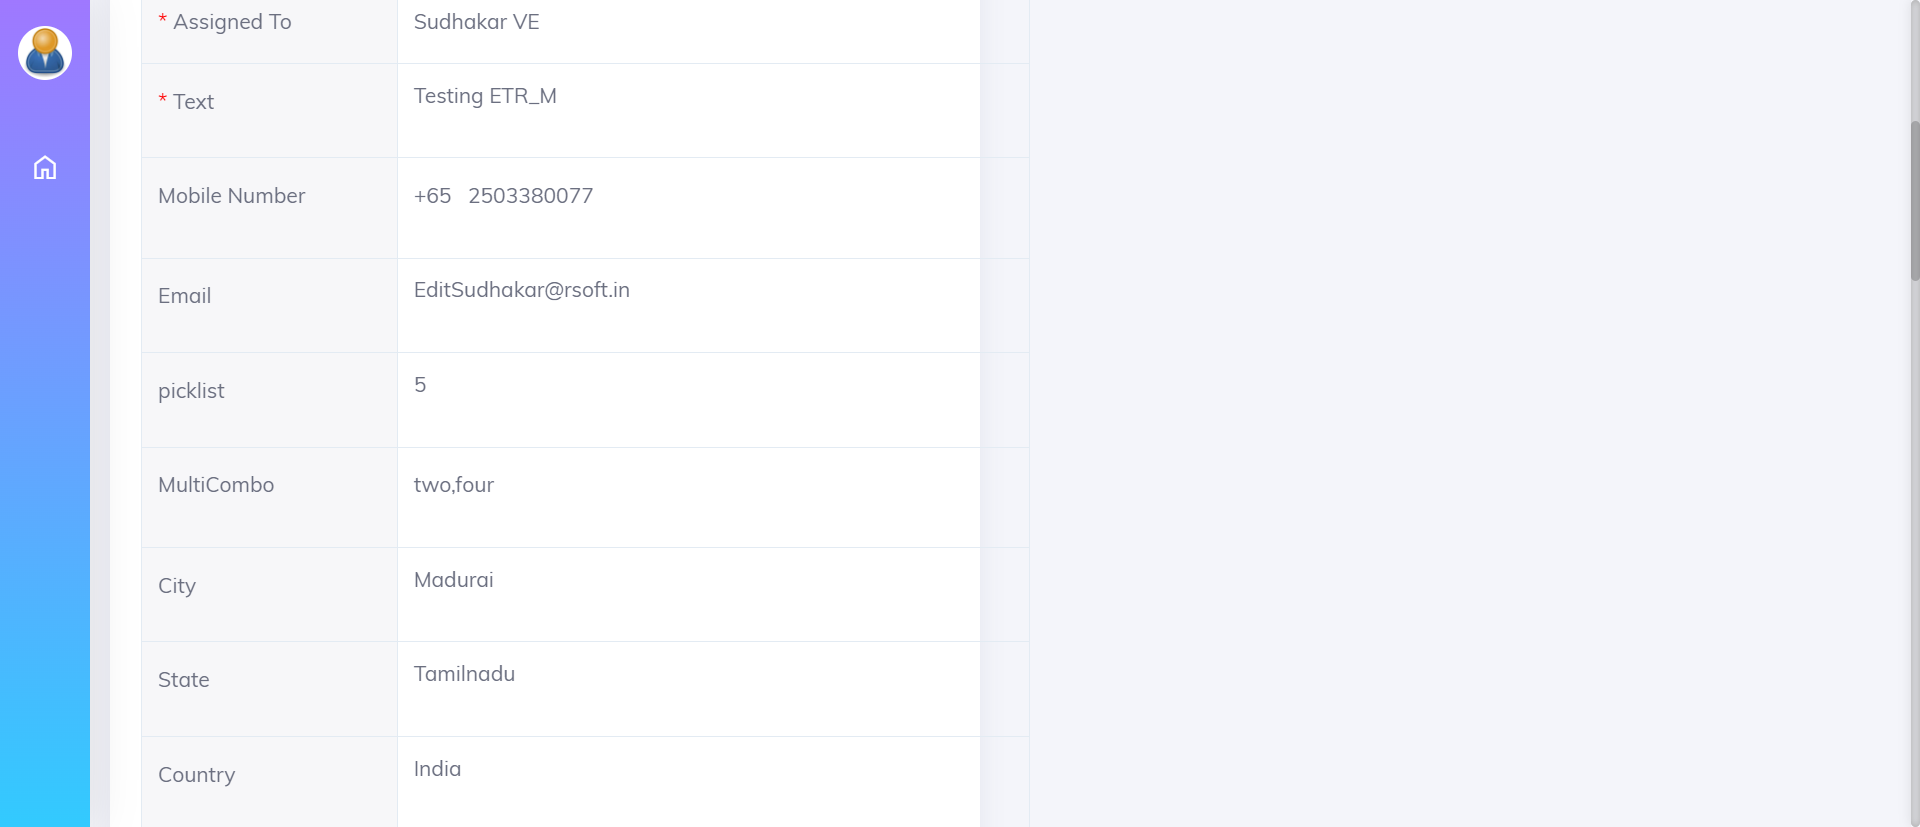 * Assigned To Sudhakar VE
* Text Testing ETR_M
Mobile Number +65 2503380077
Email EditSudhakar@rsoft.in
picklist 5
MultiCombo two,four
City Madurai
State Tamilnadu
Country India